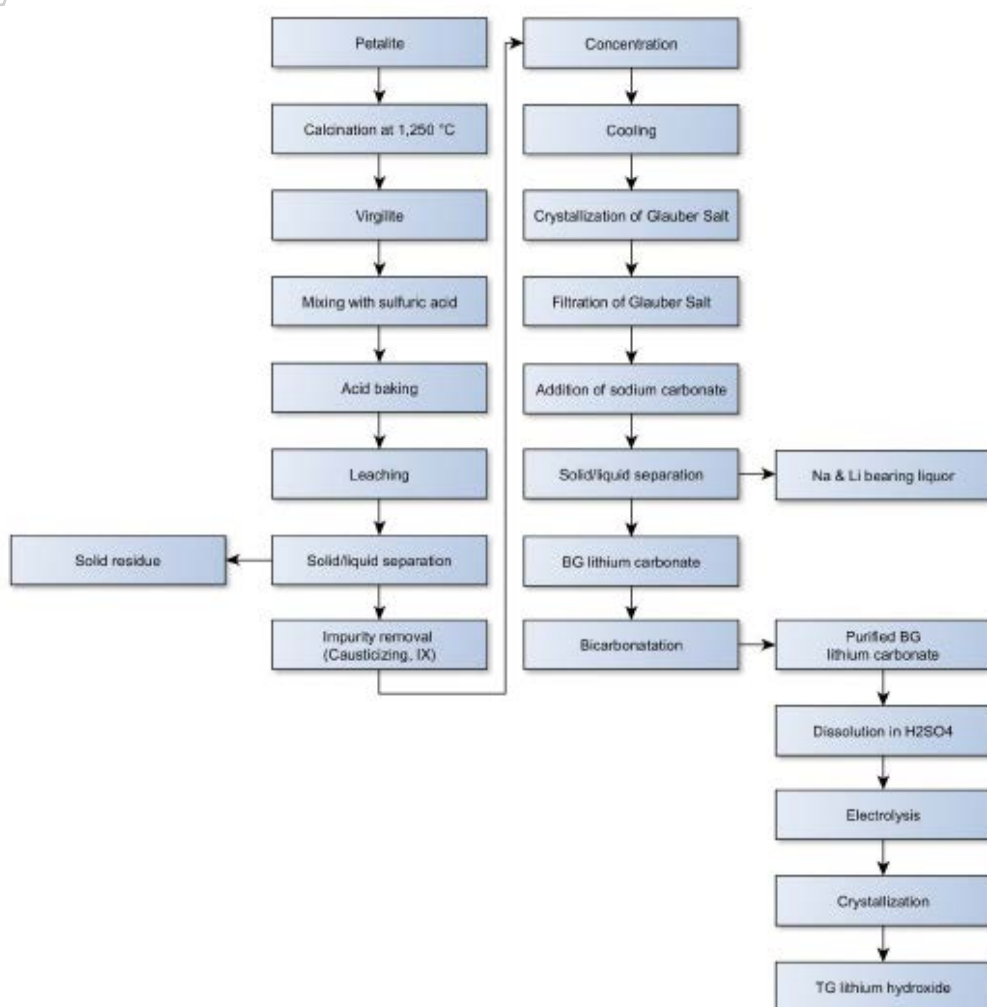 Petalite
Calcination at 1,250 °C
Virgilite
Mixing with sulfuric acid
Acid baking
Leaching
Solid/liquid separation
Solid residue
Impurity removal
(Causticizing, IX)
Concentration
Cooling
Crystallization of Glauber Salt
Filtration of Glauber Salt
Addition of sodium carbonate
Solid/liquid separation
Na & Li bearing liquor
BG lithium carbonate
Bicarbonatation
Purified BG
lithium carbonate
Dissolution in H2SO4
Electrolysis
Crystallization
TG lithium hydroxide